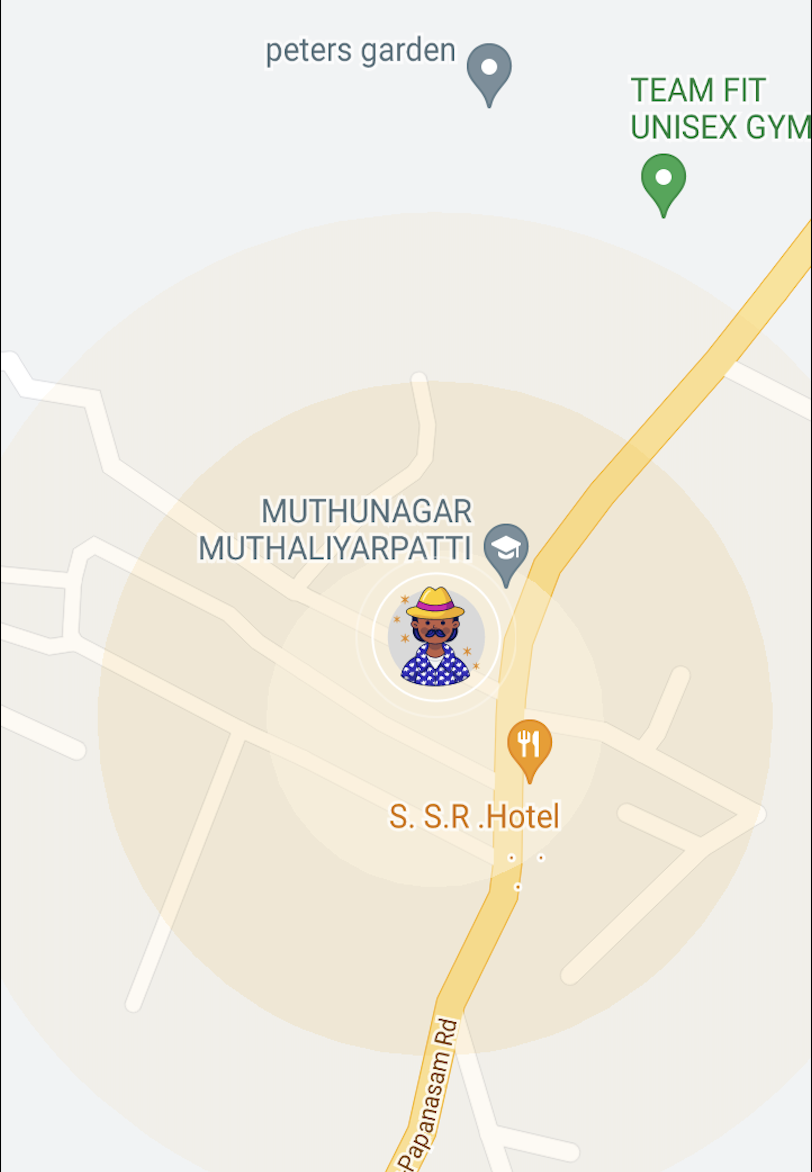 peters garden
TEAM FIT
UNISEX GYM
MUTHUNAGAR
MUTHALIYARPATTI
S. S.R .Hotel
-Papanasam Rd